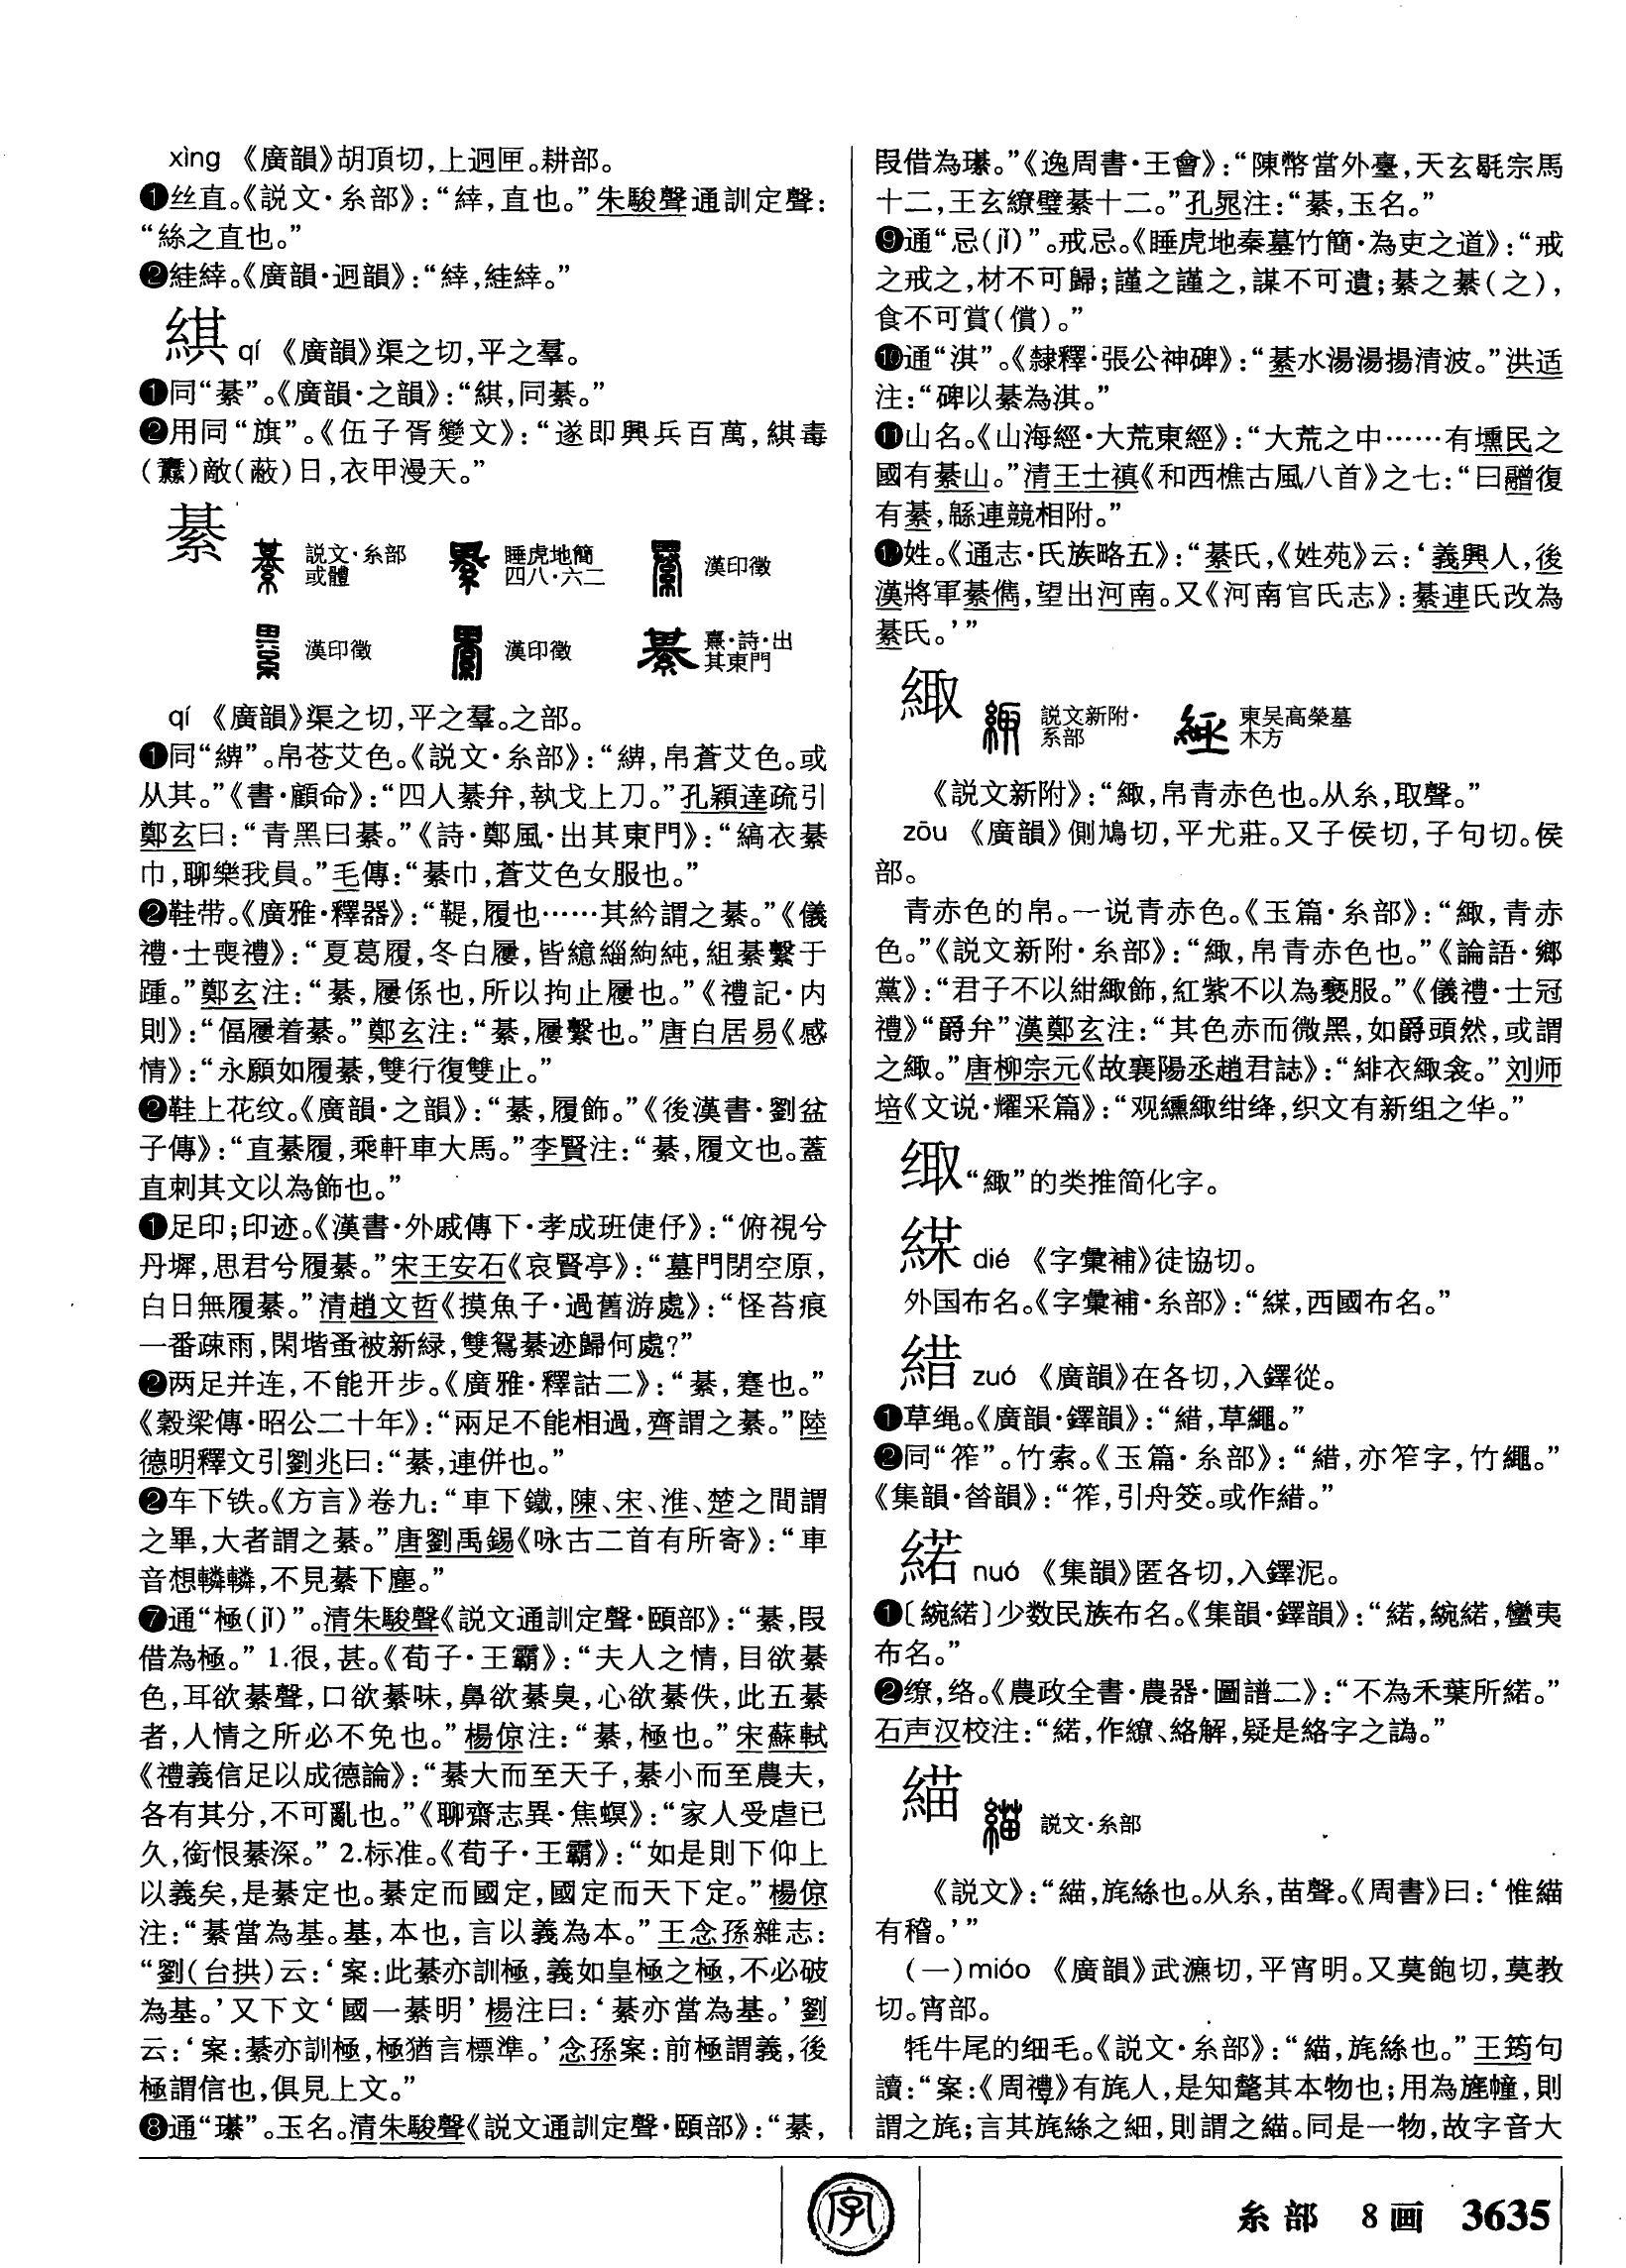 xìng 《廣韻》胡頂切，上迥匣。耕部。
❶丝直。《説文·糸部》：“緈，直也。”朱駿聲通訓定聲：
“絲之直也。”
❷絓緈。《廣韻·迥韻》：“緈，絓緈。”
綨 qí 《廣韻》渠之切，平之羣。
❶同“綦”。《廣韻·之韻》：“綨，同綦。”
❷用同“旗”。《伍子胥變文》：“遂即興兵百萬，綨毒
（纛）敵（蔽）日，衣甲漫天。”
綦
説文·糸部 或體 睡虎地簡 四八·六二 漢印徵
漢印徵 漢印徵 熹·詩·出其東門
qí 《廣韻》渠之切，平之羣。之部。
❶同“綥”。帛苍艾色。《説文·糸部》：“綥，帛蒼艾色。或
从其。”《書·顧命》：“四人綦弁，執戈上刀。”孔穎達疏引
鄭玄曰：“青黑曰綦。”《詩·鄭風·出其東門》：“縞衣綦
巾，聊樂我員。”毛傳：“綦巾，蒼艾色女服也。”
❷鞋带。《廣雅·釋器》：“鞮，履也……其紟謂之綦。”《儀
禮·士喪禮》：“夏葛履，冬白屨，皆繶緇絇純，組綦繫于
踵。”鄭玄注：“綦，屨係也，所以拘止屨也。”《禮記·内
則》：“偪屨着綦。”鄭玄注：“綦，屨繫也。”唐白居易《感
情》：“永願如履綦，雙行復雙止。”
❷鞋上花纹。《廣韻·之韻》：“綦，履飾。”《後漢書·劉盆
子傳》：“直綦履，乘軒車大馬。”李賢注：“綦，履文也。蓋
直刺其文以為飾也。”
❶足印；印迹。《漢書·外戚傳下·孝成班倢伃》：“俯視兮
丹墀，思君兮履綦。”宋王安石《哀賢亭》：“墓門閉空原，
白日無履綦。”清趙文哲《摸魚子·過舊游處》：“怪苔痕
一番疎雨，閑堦蚤被新緑，雙鴛綦迹歸何處？”
❷两足并连，不能开步。《廣雅·釋詁二》：“綦，蹇也。”
《穀梁傳·昭公二十年》：“兩足不能相過，齊謂之綦。”陸
德明釋文引劉兆曰：“綦，連併也。”
❷车下铁。《方言》卷九：“車下鐵，陳、宋、淮、楚之間謂
之畢，大者謂之綦。”唐劉禹錫《咏古二首有所寄》：“車
音想轔轔，不見綦下塵。”
❼通“極(jí)”。清朱駿聲《説文通訓定聲·頤部》：“綦，叚
借為極。” 1.很，甚。《荀子·王霸》：“夫人之情，目欲綦
色，耳欲綦聲，口欲綦味，鼻欲綦臭，心欲綦佚，此五綦
者，人情之所必不免也。”楊倞注：“綦，極也。”宋蘇軾
《禮義信足以成德論》：“綦大而至天子，綦小而至農夫，
各有其分，不可亂也。”《聊齋志異·焦螟》：“家人受虐已
久，銜恨綦深。” 2.标准。《荀子·王霸》：“如是則下仰上
以義矣，是綦定也。綦定而國定，國定而天下定。”楊倞
注：“綦當為基。基，本也，言以義為本。”王念孫雜志：
“劉（台拱）云：‘案：此綦亦訓極，義如皇極之極，不必破
為基。’又下文‘國一綦明’楊注曰：‘綦亦當為基。’劉
云：‘案：綦亦訓極，極猶言標準。’念孫案：前極謂義，後
極謂信也，俱見上文。”
❽通“璂”。玉名。清朱駿聲《説文通訓定聲·頤部》：“綦，
叚借為璂。”《逸周書·王會》：“陳幣當外臺，天玄毼宗馬
十二，王玄繚璧綦十二。”孔晁注：“綦，玉名。”
❾通“忌(jì)”。戒忌。《睡虎地秦墓竹簡·為吏之道》：“戒
之戒之，材不可歸；謹之謹之，謀不可遺；綦之綦（之），
食不可賞（償）。”
❿通“淇”。《隸釋·張公神碑》：“綦水湯湯揚清波。”洪适
注：“碑以綦為淇。”
⓫山名。《山海經·大荒東經》：“大荒之中……有壎民之
國有綦山。”清王士禛《和西樵古風八首》之七：“曰䰝復
有綦，緜連競相附。”
⓬姓。《通志·氏族略五》：“綦氏，《姓苑》云：‘義興人，後
漢將軍綦儁，望出河南。又《河南官氏志》：綦連氏改為
綦氏。’”
緅
説文新附·糸部 東吴高榮墓木方
《説文新附》：“緅，帛青赤色也。从糸，取聲。”
zōu 《廣韻》側鳩切，平尤莊。又子侯切，子句切。侯
部。
青赤色的帛。一说青赤色。《玉篇·糸部》：“緅，青赤
色。”《説文新附·糸部》：“緅，帛青赤色也。”《論語·鄉
黨》：“君子不以紺緅飾，紅紫不以為褻服。”《儀禮·士冠
禮》“爵弁”漢鄭玄注：“其色赤而微黑，如爵頭然，或謂
之緅。”唐柳宗元《故襄陽丞趙君誌》：“緋衣緅衾。”刘师
培《文说·耀采篇》：“观纁緅绀绛，织文有新组之华。”
𬘛“緅”的类推简化字。
緤 dié 《字彙補》徒協切。
外国布名。《字彙補·糸部》：“緤，西國布名。”
縒 zuó 《廣韻》在各切，入鐸從。
❶草绳。《廣韻·鐸韻》：“䋏，草繩。”
❷同“筰”。竹索。《玉篇·糸部》：“䋏，亦笮字，竹繩。”
《集韻·昝韻》：“筰，引舟筊。或作䋏。”
䋾 nuó 《集韻》匿各切，入鐸泥。
❶〔綩䋾〕少数民族布名。《集韻·鐸韻》：“䋾，綩䋾，蠻夷
布名。”
❷缭，络。《農政全書·農器·圖譜二》：“不為禾葉所䋾。”
石声汉校注：“䋾，作繚、絡解，疑是絡字之譌。”
緢
説文·糸部
《説文》：“緢，旄絲也。从糸，苗聲。《周書》曰：‘惟緢
有稽。’”
（一）miáo 《廣韻》武瀌切，平宵明。又莫飽切，莫教
切。宵部。
牦牛尾的细毛。《説文·糸部》：“緢，旄絲也。”王筠句
讀：“案：《周禮》有旄人，是知氂其本物也；用為旌幢，則
謂之旄；言其旄絲之細，則謂之緢。同是一物，故字音大
字
糸部 8画 3635